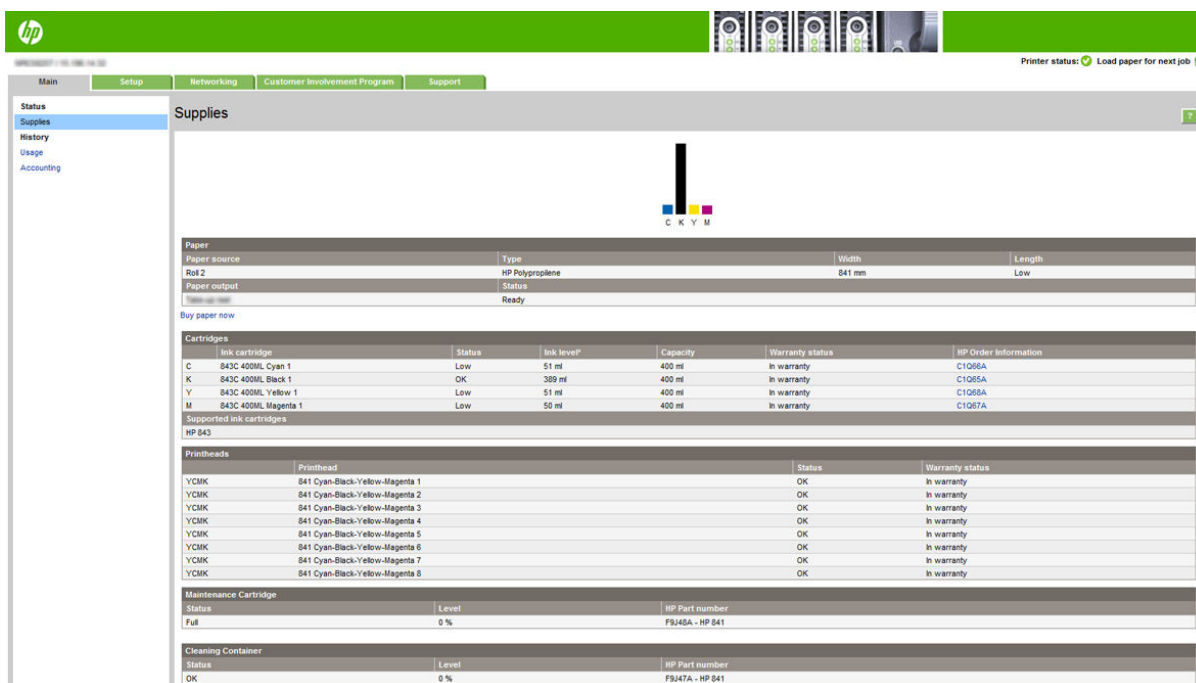 hp
Printer status: Load paper for next job
Main Setup Networking Customer Involvement Program Support
Status
Supplies
History
Usage
Accounting
Supplies
?
C K Y M
Paper
Paper source Type Width Length
Roll 2 HP Polypropilene 841 mm Low
Paper output Status
Ready
Buy paper now
Cartridges
Ink cartridge Status Ink level* Capacity Warranty status HP Order Information
C 843C 400ML Cyan 1 Low 51 ml 400 ml In warranty C1Q66A
K 843C 400ML Black 1 OK 389 ml 400 ml In warranty C1Q65A
Y 843C 400ML Yellow 1 Low 51 ml 400 ml In warranty C1Q68A
M 843C 400ML Magenta 1 Low 50 ml 400 ml In warranty C1Q67A
Supported ink cartridges
HP 843
Printheads
Printhead Status Warranty status
YCMK 841 Cyan-Black-Yellow-Magenta 1 OK In warranty
YCMK 841 Cyan-Black-Yellow-Magenta 2 OK In warranty
YCMK 841 Cyan-Black-Yellow-Magenta 3 OK In warranty
YCMK 841 Cyan-Black-Yellow-Magenta 4 OK In warranty
YCMK 841 Cyan-Black-Yellow-Magenta 5 OK In warranty
YCMK 841 Cyan-Black-Yellow-Magenta 6 OK In warranty
YCMK 841 Cyan-Black-Yellow-Magenta 7 OK In warranty
YCMK 841 Cyan-Black-Yellow-Magenta 8 OK In warranty
Maintenance Cartridge
Status Level HP Part number
Full 0 % F9J48A - HP 841
Cleaning Container
Status Level HP Part number
OK 0 % F9J47A - HP 841